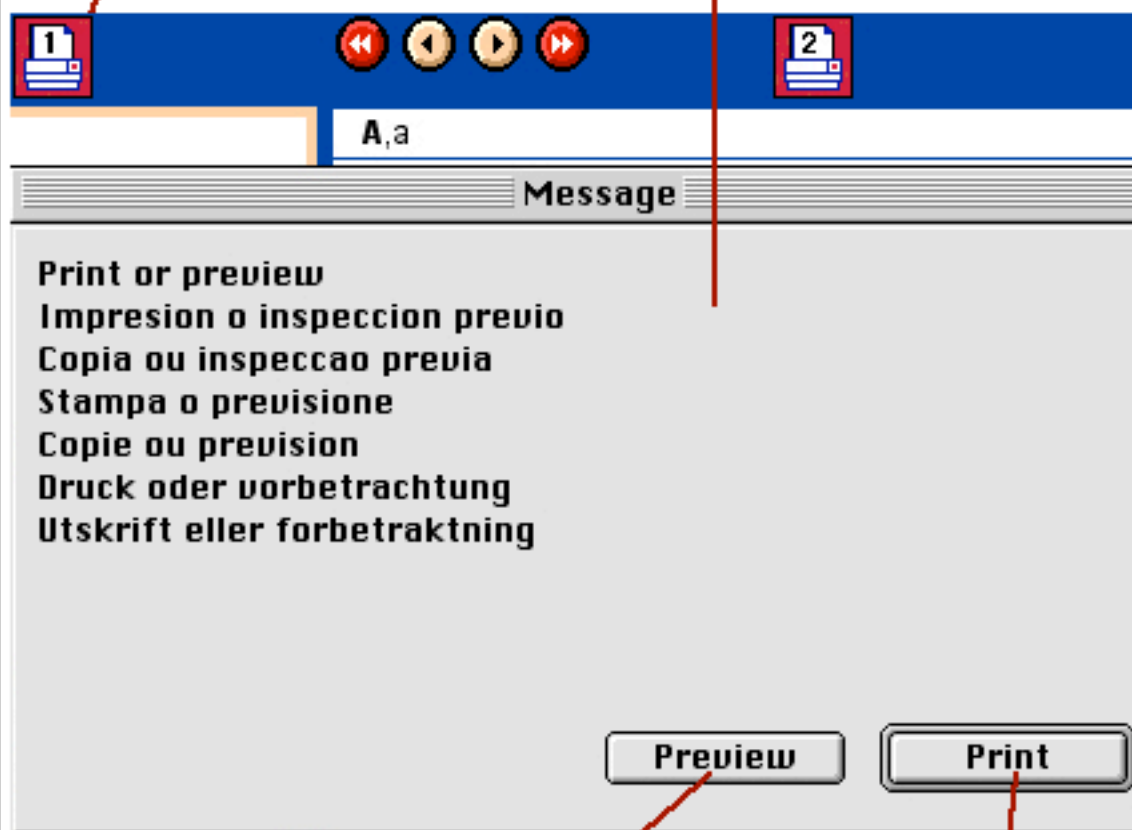 1
2
A,a
Message
Print or preview
Impresion o inspeccion previo
Copia ou inspeccao previa
Stampa o previsione
Copie ou prevision
Druck oder vorbetrachtung
Utskrift eller forbetraktning
Preview
Print